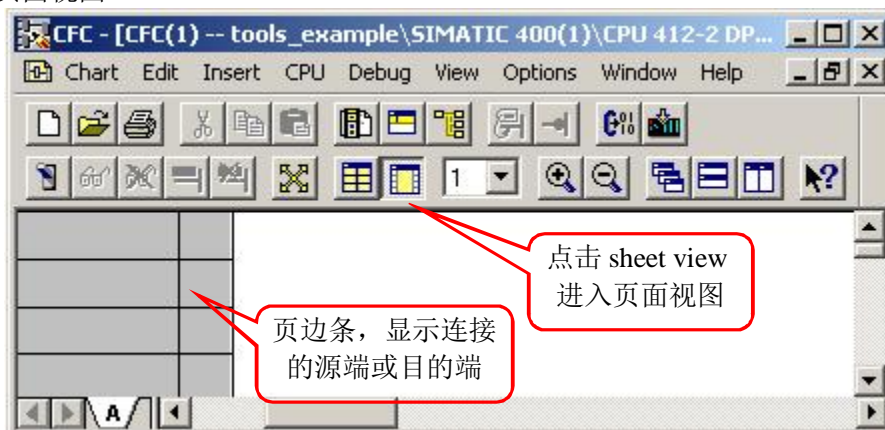 CFC - [CFC(1) -- tools_example\SIMATIC 400(1)\CPU 412-2 DP...
Chart Edit Insert CPU Debug View Options Window Help
1
点击 sheet view
进入页面视图
页边条，显示连接
的源端或目的端
A